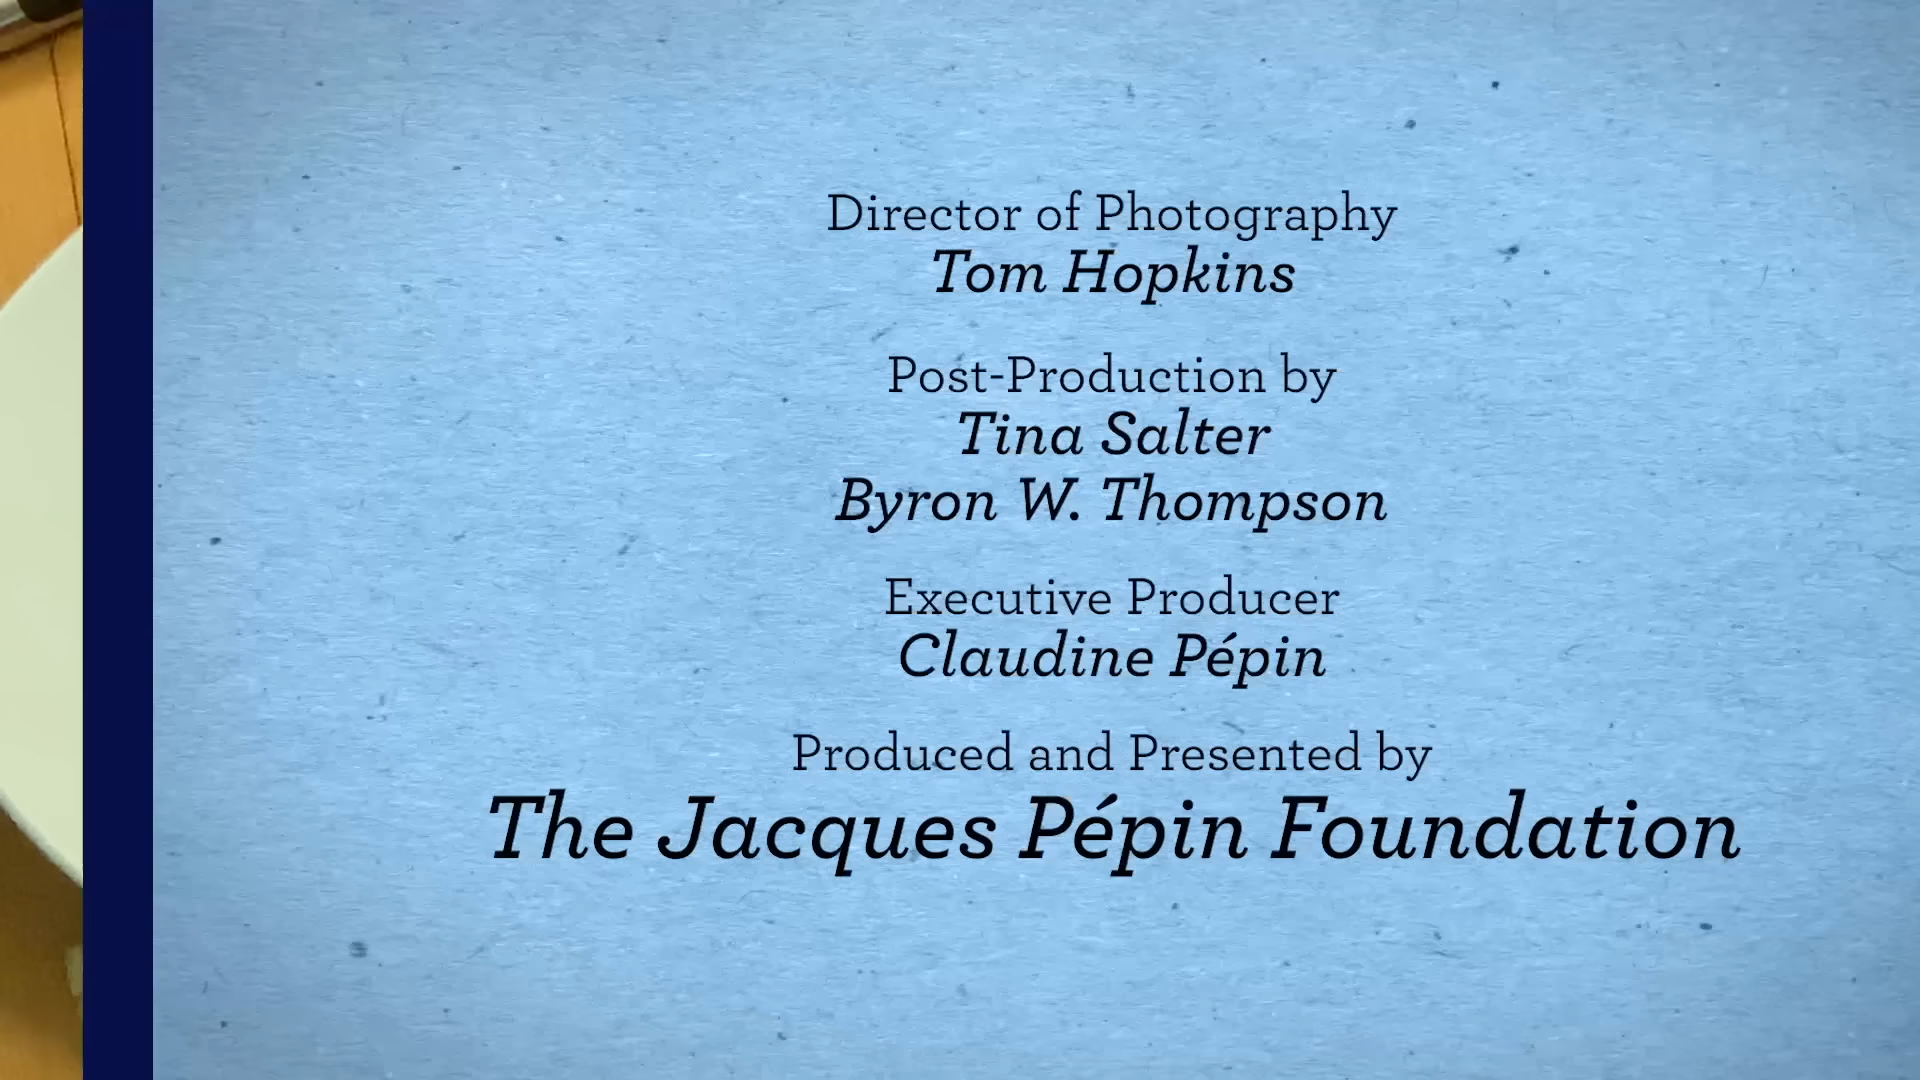 Director of Photography
Tom Hopkins
Post-Production by
Tina Salter
Byron W. Thompson
Executive Producer
Claudine Pépin
Produced and Presented by
The Jacques Pépin Foundation